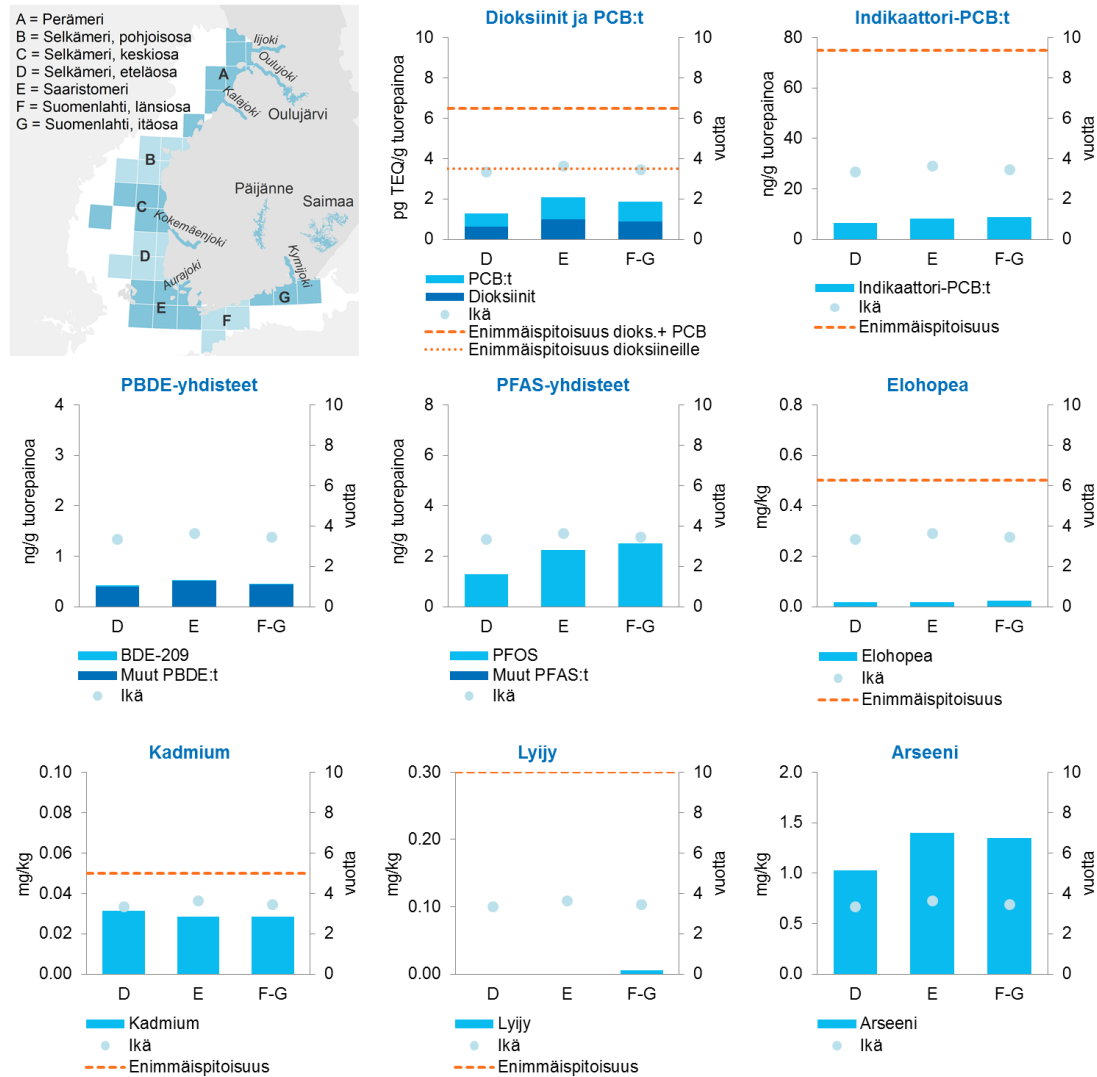 A = Perämeri
B = Selkämeri, pohjoisosa
C = Selkämeri, keskiosa
D = Selkämeri, eteläosa
E = Saaristomeri
F = Suomenlahti, länsiosa
G = Suomenlahti, itäosa
Iijoki
Oulujoki
A
Kalajoki
Oulujärvi
B
Päijänne
Saimaa
C
Kokemäenjoki
D
Kymijoki
Aurajoki
E
F
G
Dioksiinit ja PCB:t
pg TEQ/g tuorepainoa
10
8
6
4
2
0
10
8
6
4
2
0
vuotta
D E F-G
PCB:t
Dioksiinit
Ikä
Enimmäispitoisuus dioks.+ PCB
Enimmäispitoisuus dioksiineille
Indikaattori-PCB:t
ng/g tuorepainoa
80
60
40
20
0
10
8
6
4
2
0
vuotta
D E F-G
Indikaattori-PCB:t
Ikä
Enimmäispitoisuus
PBDE-yhdisteet
ng/g tuorepainoa
4
3
2
1
0
10
8
6
4
2
0
vuotta
D E F-G
BDE-209
Muut PBDE:t
Ikä
PFAS-yhdisteet
ng/g tuorepainoa
8
6
4
2
0
10
8
6
4
2
0
vuotta
D E F-G
PFOS
Muut PFAS:t
Ikä
Elohopea
mg/kg
0.8
0.6
0.4
0.2
0.0
10
8
6
4
2
0
vuotta
D E F-G
Elohopea
Ikä
Enimmäispitoisuus
Kadmium
mg/kg
0.10
0.08
0.06
0.04
0.02
0.00
10
8
6
4
2
0
vuotta
D E F-G
Kadmium
Ikä
Enimmäispitoisuus
Lyijy
mg/kg
0.30
0.20
0.10
0.00
10
8
6
4
2
0
vuotta
D E F-G
Lyijy
Ikä
Enimmäispitoisuus
Arseeni
mg/kg
2.0
1.5
1.0
0.5
0.0
10
8
6
4
2
0
vuotta
D E F-G
Arseeni
Ikä